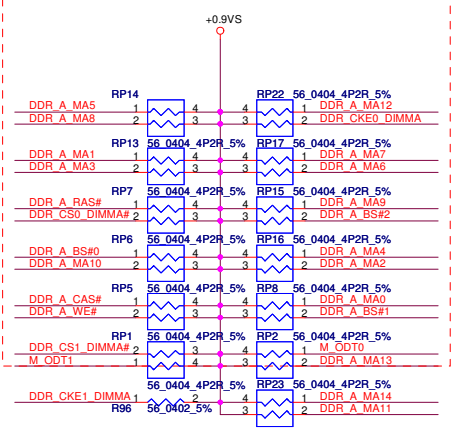 +0.9VS
RP14 RP22 56_0404_4P2R_5%
DDR_A_MA5 1 4 4 1 DDR_A_MA12
DDR_A_MA8 2 3 3 2 DDR_CKE0_DIMMA
RP13 56_0404_4P2R_5% RP17 56_0404_4P2R_5%
DDR_A_MA1 1 4 4 1 DDR_A_MA7
DDR_A_MA3 2 3 3 2 DDR_A_MA6
RP7 56_0404_4P2R_5% RP15 56_0404_4P2R_5%
DDR_A_RAS# 1 4 4 1 DDR_A_MA9
DDR_CS0_DIMMA# 2 3 3 2 DDR_A_BS#2
RP6 56_0404_4P2R_5% RP16 56_0404_4P2R_5%
DDR_A_BS#0 1 4 4 1 DDR_A_MA4
DDR_A_MA10 2 3 3 2 DDR_A_MA2
RP5 56_0404_4P2R_5% RP8 56_0404_4P2R_5%
DDR_A_CAS# 1 4 4 1 DDR_A_MA0
DDR_A_WE# 2 3 3 2 DDR_A_BS#1
RP1 56_0404_4P2R_5% RP2 56_0404_4P2R_5%
DDR_CS1_DIMMA# 2 3 4 1 M_ODT0
M_ODT1 1 4 3 2 DDR_A_MA13
56_0404_4P2R_5% RP23 56_0404_4P2R_5%
DDR_CKE1_DIMMA 1 2 4 1 DDR_A_MA14
R96 56_0402_5% 3 2 DDR_A_MA11